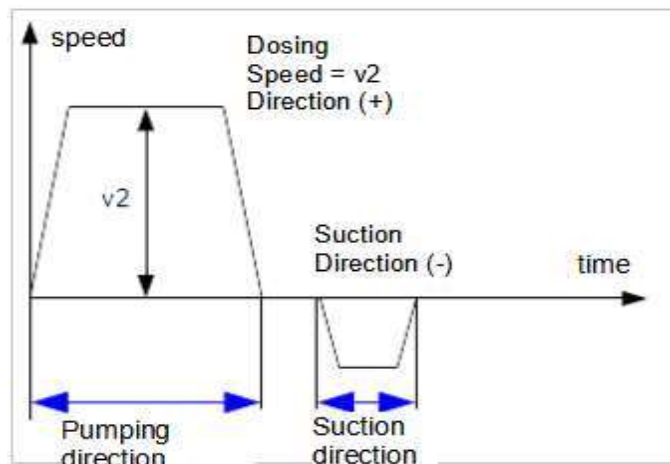 speed
Dosing
Speed = v2
Direction (+)
v2
Suction
Direction (-)
time
Pumping
direction
Suction
direction